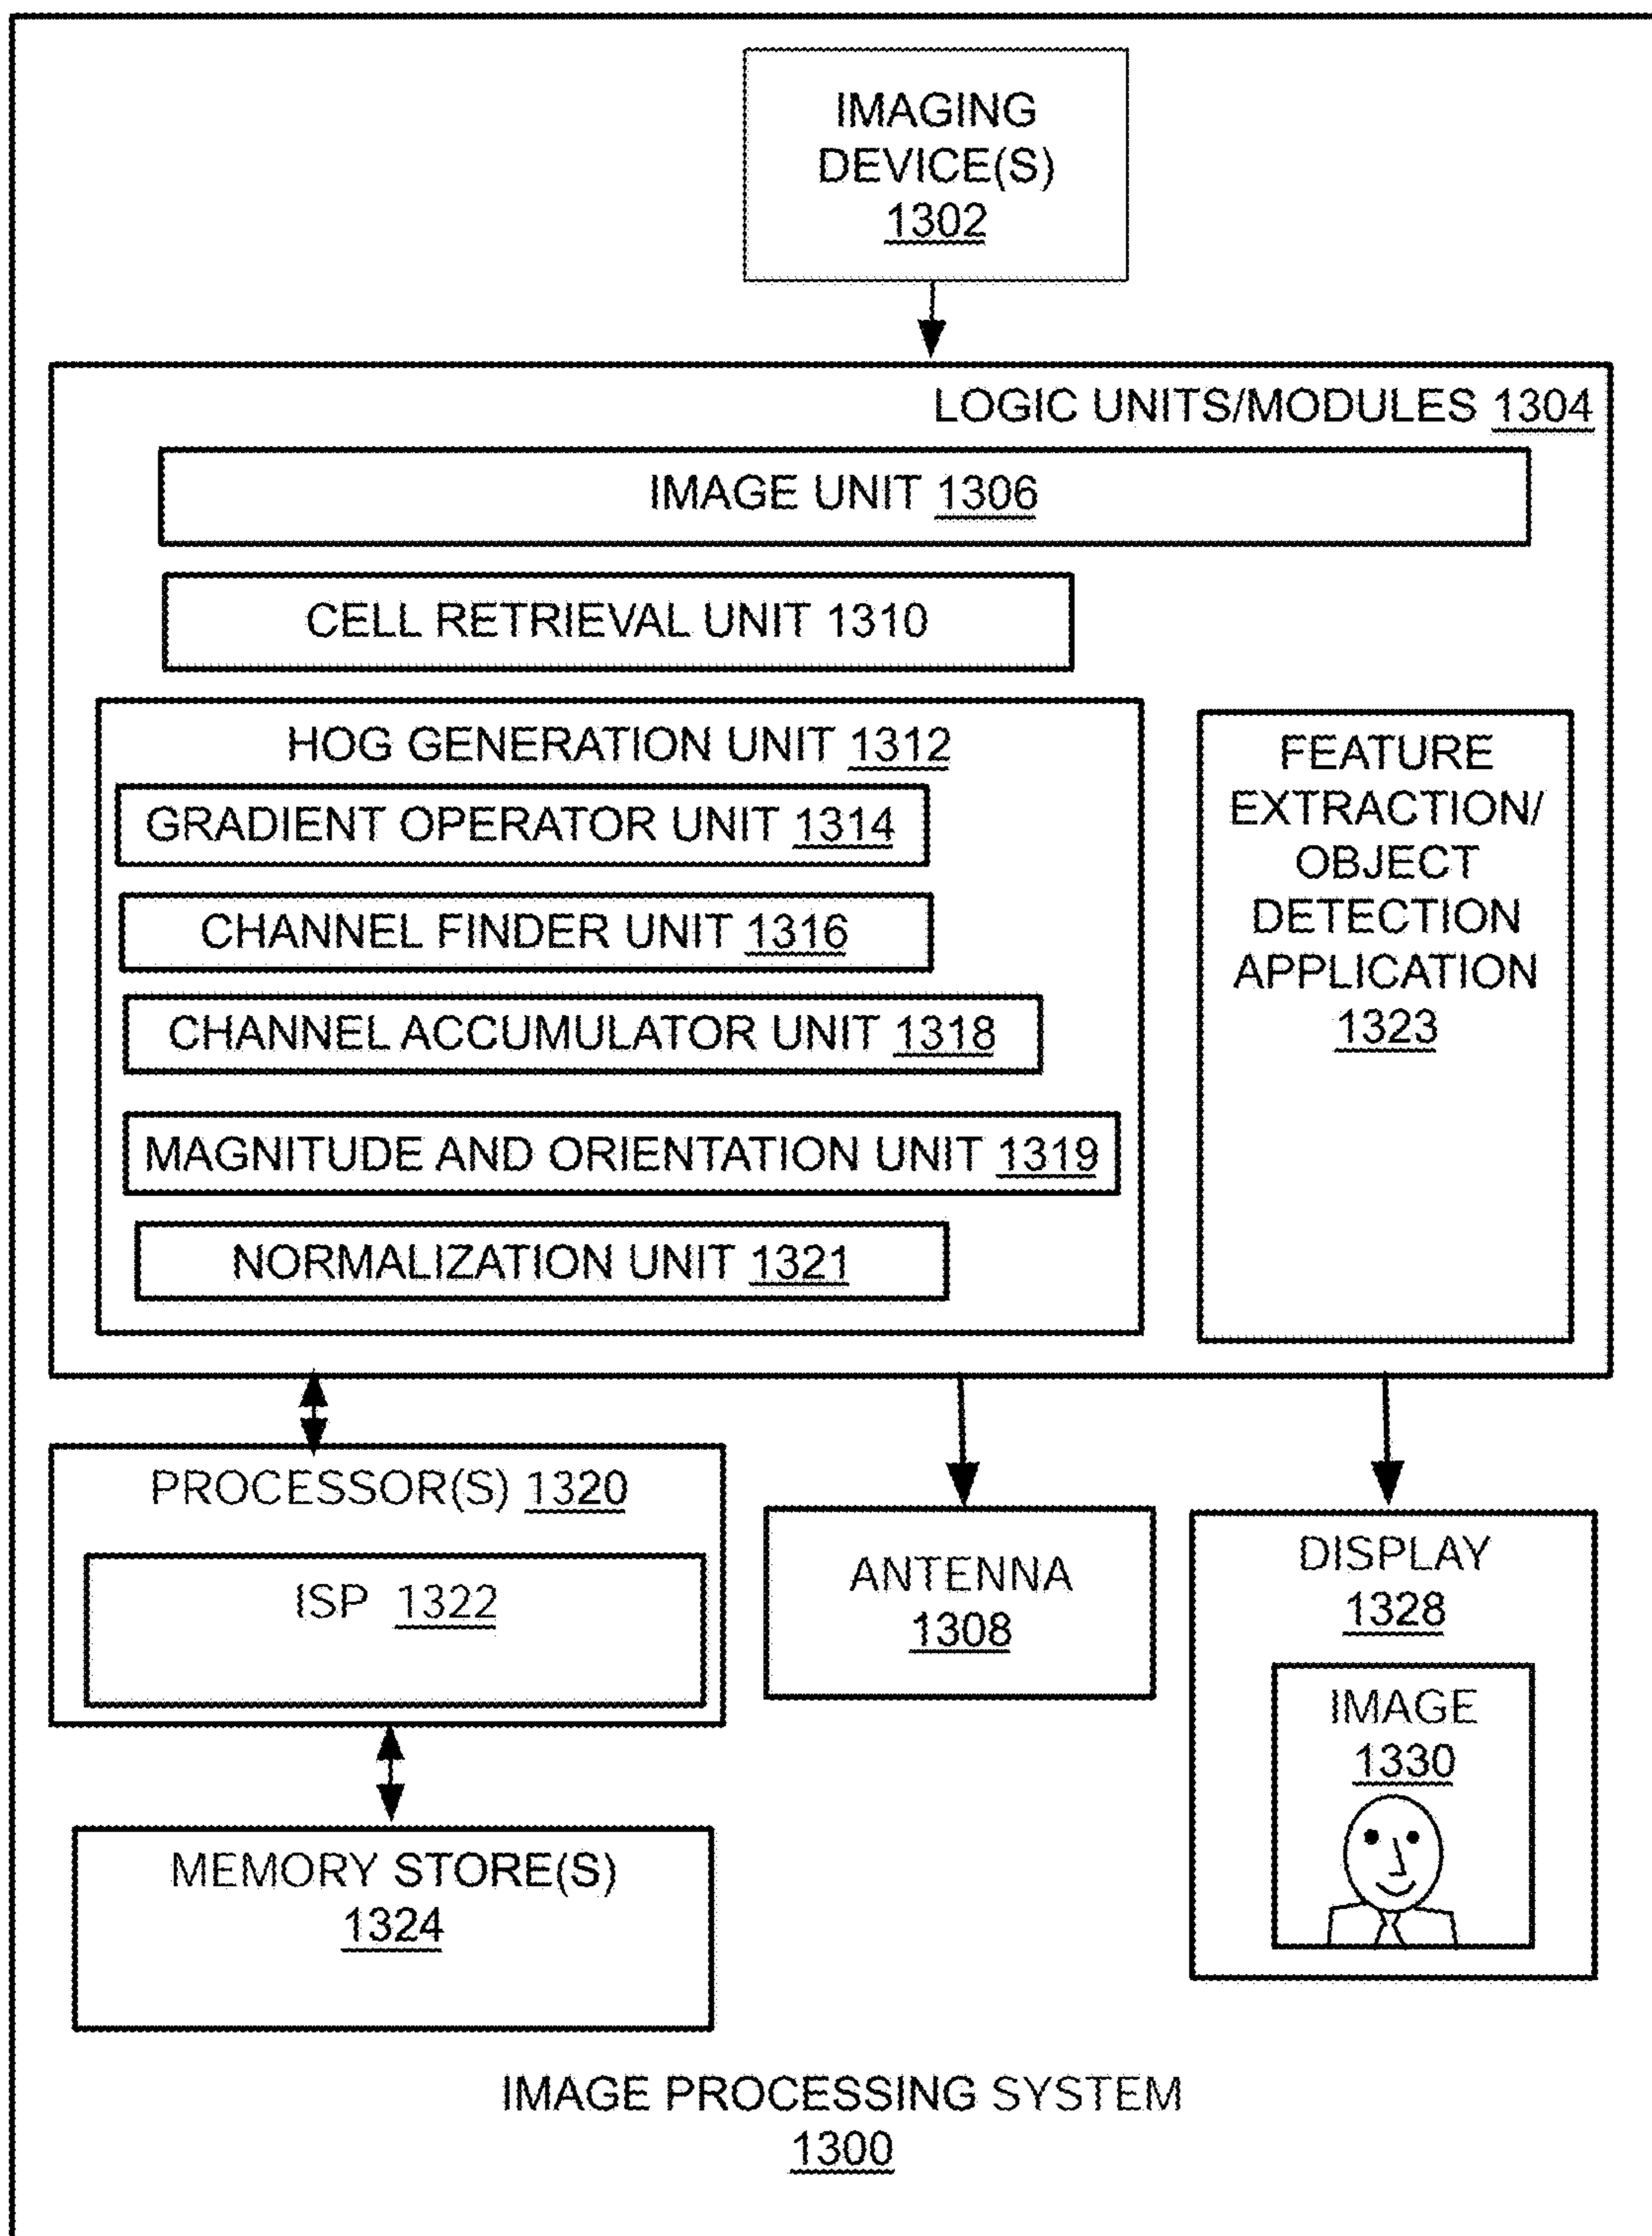 IMAGING
DEVICE(S)
1302
LOGIC UNITS/MODULES 1304
IMAGE UNIT 1306
CELL RETRIEVAL UNIT 1310
HOG GENERATION UNIT 1312
GRADIENT OPERATOR UNIT 1314
CHANNEL FINDER UNIT 1316
CHANNEL ACCUMULATOR UNIT 1318
MAGNITUDE AND ORIENTATION UNIT 1319
NORMALIZATION UNIT 1321
FEATURE
EXTRACTION/
OBJECT
DETECTION
APPLICATION
1323
PROCESSOR(S) 1320
ISP 1322
ANTENNA
1308
DISPLAY
1328
IMAGE
1330
MEMORY STORE(S)
1324
IMAGE PROCESSING SYSTEM
1300